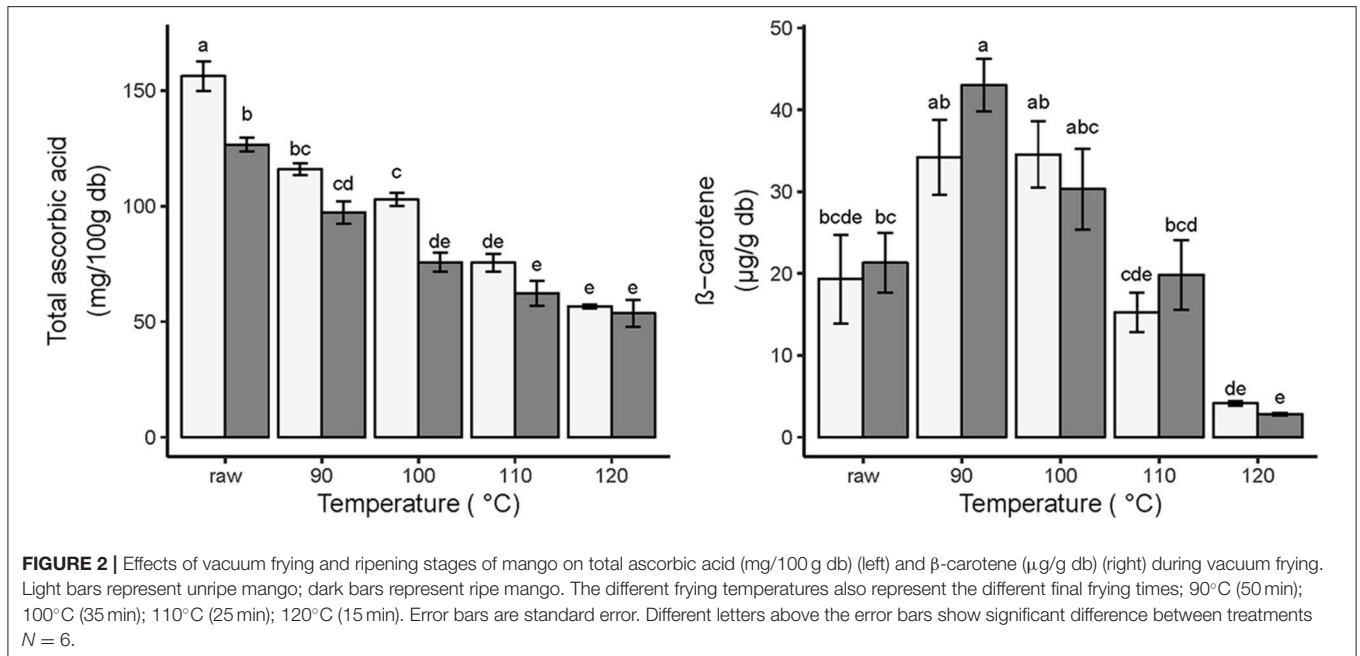 Total ascorbic acid
(mg/100g db)
150
100
50
0
a
b
bc
cd
c
de
de
e
e
e
raw
90
100
110
120
Temperature ( °C)
ß-carotene
(µg/g db)
50
40
30
20
10
0
bcde
bc
ab
a
ab
abc
cde
bcd
de
e
raw
90
100
110
120
Temperature ( °C)
FIGURE 2 | Effects of vacuum frying and ripening stages of mango on total ascorbic acid (mg/100 g db) (left) and β-carotene (μg/g db) (right) during vacuum frying.
Light bars represent unripe mango; dark bars represent ripe mango. The different frying temperatures also represent the different final frying times; 90°C (50 min);
100°C (35 min); 110°C (25 min); 120°C (15 min). Error bars are standard error. Different letters above the error bars show significant difference between treatments
N = 6.